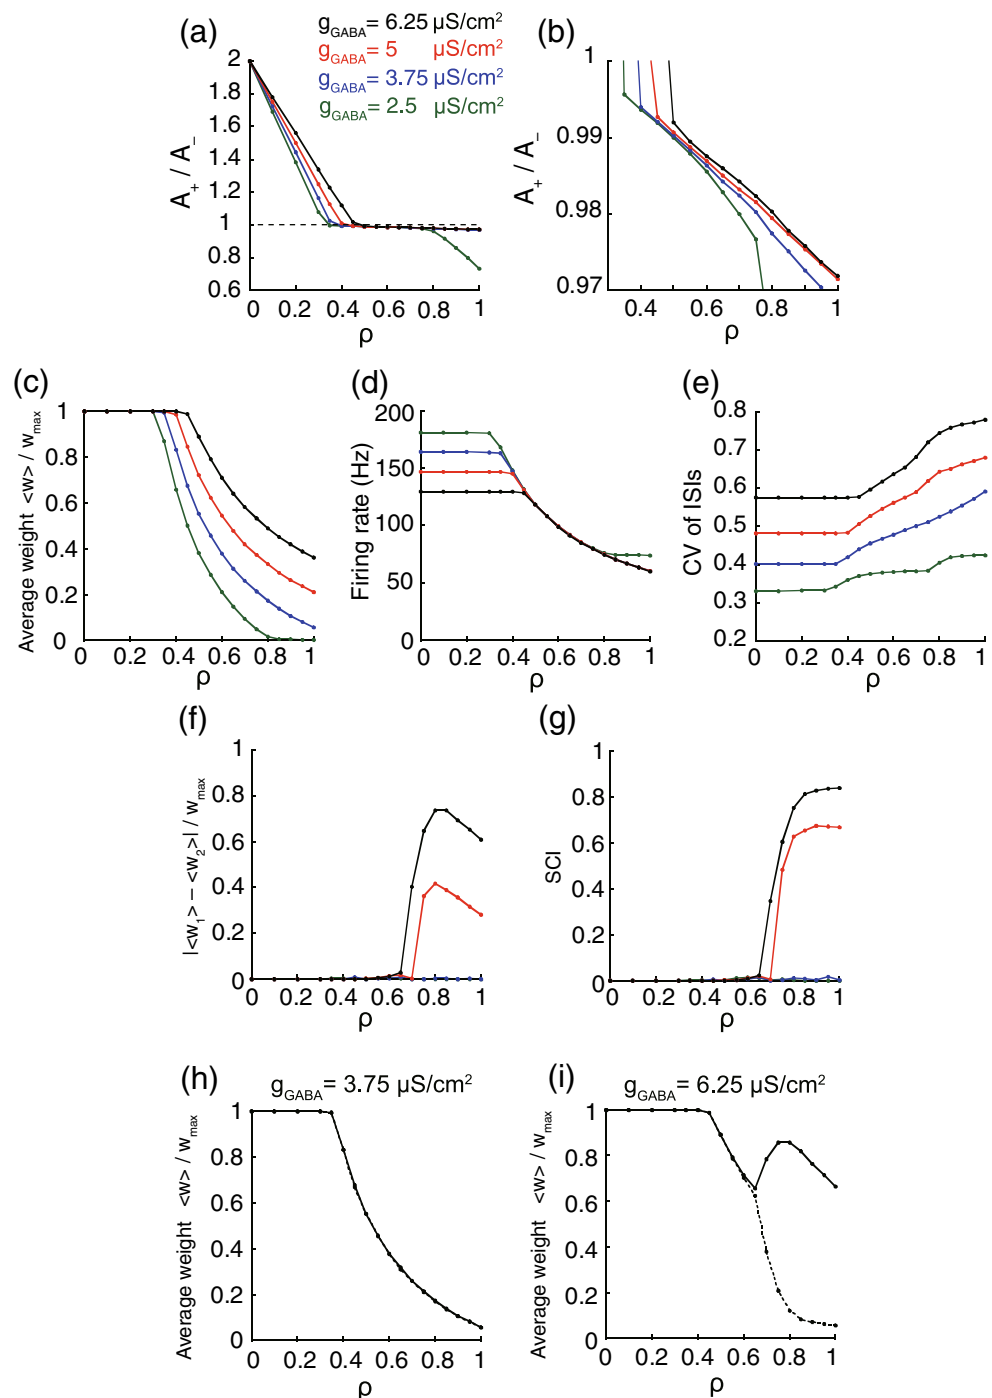 (a)
g_GABA = 6.25 µS/cm²
g_GABA = 5 µS/cm²
g_GABA = 3.75 µS/cm²
g_GABA = 2.5 µS/cm²
A₊ / A₋
2
1.8
1.6
1.4
1.2
1
0.8
0.6
0 0.2 0.4 0.6 0.8 1
ρ
(b)
A₊ / A₋
1
0.99
0.98
0.97
0.4 0.6 0.8 1
ρ
(c)
Average weight <w> / w_max
1
0.8
0.6
0.4
0.2
0
0 0.2 0.4 0.6 0.8 1
ρ
(d)
Firing rate (Hz)
200
150
100
50
0
0 0.2 0.4 0.6 0.8 1
ρ
(e)
CV of ISIs
0.8
0.7
0.6
0.5
0.4
0.3
0.2
0 0.2 0.4 0.6 0.8 1
ρ
(f)
|<w₁> – <w₂>| / w_max
1
0.8
0.6
0.4
0.2
0
0 0.2 0.4 0.6 0.8 1
ρ
(g)
SCI
1
0.8
0.6
0.4
0.2
0
0 0.2 0.4 0.6 0.8 1
ρ
(h)
g_GABA = 3.75 µS/cm²
Average weight <w> / w_max
1
0.8
0.6
0.4
0.2
0
0 0.2 0.4 0.6 0.8 1
ρ
(i)
g_GABA = 6.25 µS/cm²
Average weight <w> / w_max
1
0.8
0.6
0.4
0.2
0
0 0.2 0.4 0.6 0.8 1
ρ